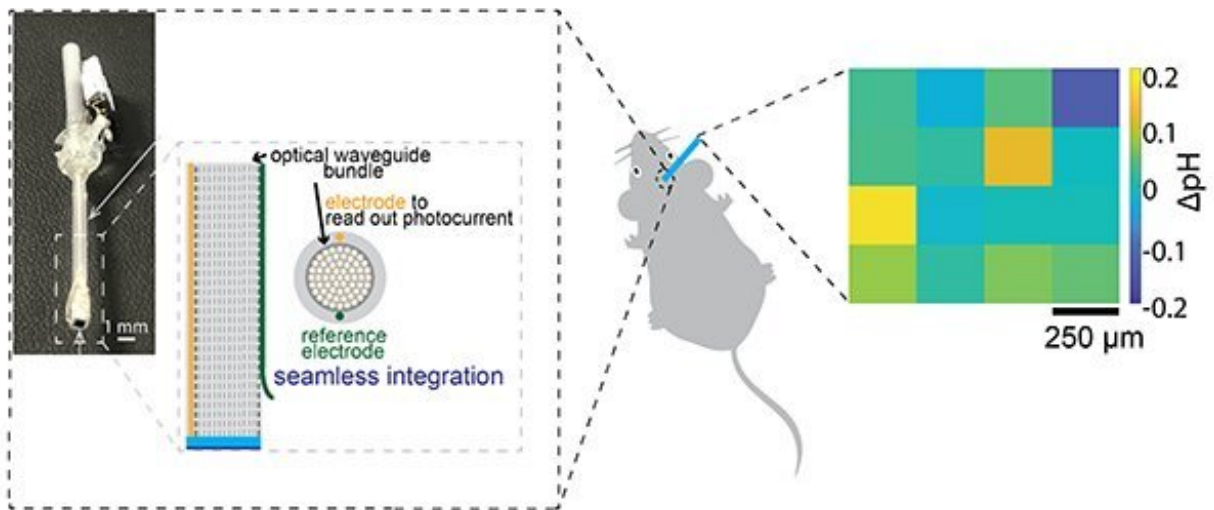 optical waveguide
bundle
electrode to
read out photocurrent
reference
electrode
seamless integration
1 mm
0.2
0.1
0
-0.1
-0.2
ΔpH
250 μm